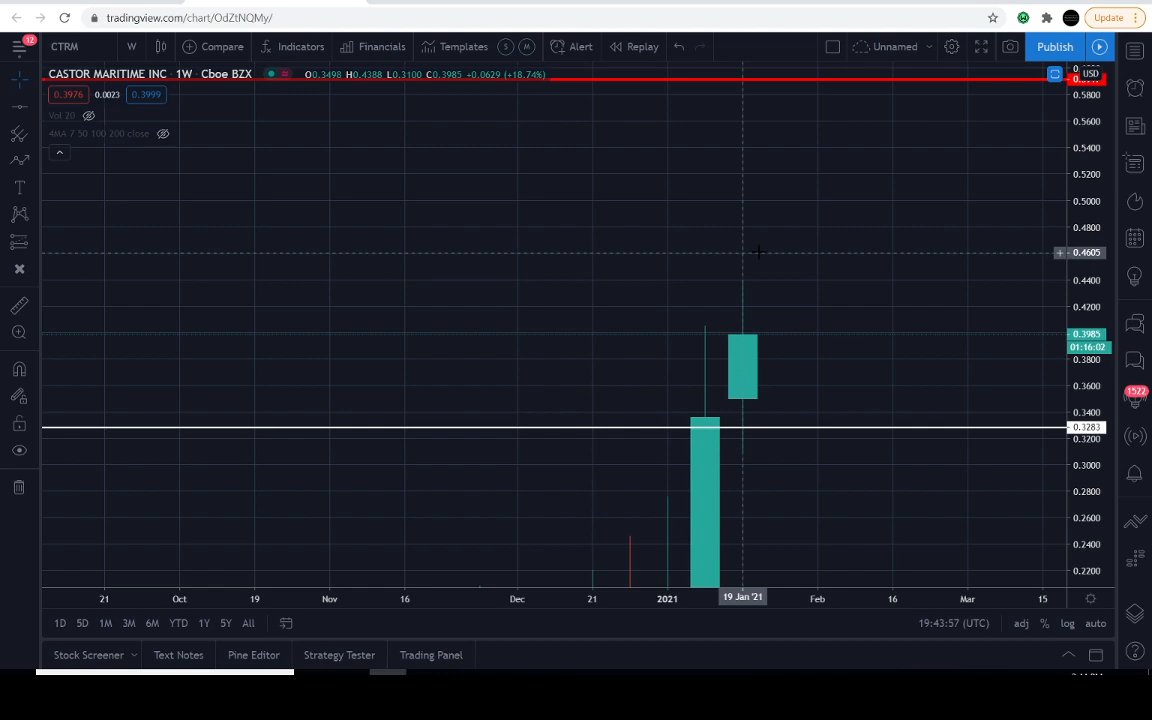 tradingview.com/chart/OdZtNQMy/
Update
12
CTRM W Compare Indicators Financials Templates S M Alert Replay Unnamed Publish
CASTOR MARITIME INC · 1W · Cboe BZX O0.3498 H0.4388 L0.3100 C0.3985 +0.0629 (+18.74%)
USD
0.3976 0.0023 0.3999
Vol 20
4MA 7 50 100 200 close
0.5800
0.5600
0.5400
0.5200
0.5000
0.4800
0.4605
0.4400
0.4200
0.3985
01:16:02
0.3800
0.3600
0.3400
0.3283
0.3200
0.3000
0.2800
0.2600
0.2400
0.2200
1522
21 Oct 19 Nov 16 Dec 21 2021 19 Jan '21 Feb 16 Mar 15
1D 5D 1M 3M 6M YTD 1Y 5Y All 19:43:57 (UTC) adj % log auto
Stock Screener Text Notes Pine Editor Strategy Tester Trading Panel